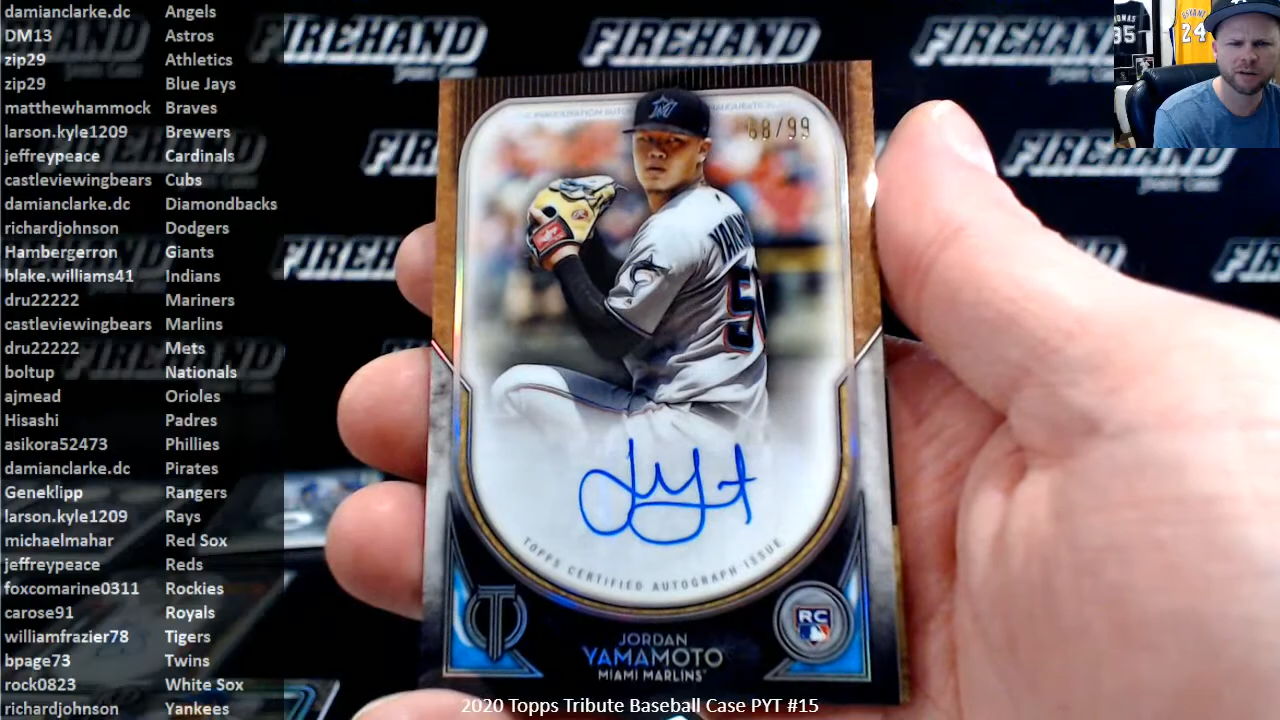 damianclarke.dc Angels
DM13 Astros
zip29 Athletics
zip29 Blue Jays
matthewhammock Braves
larson.kyle1209 Brewers
jeffreypeace Cardinals
castleviewingbears Cubs
damianclarke.dc Diamondbacks
richardjohnson Dodgers
Hambergerron Giants
blake.williams41 Indians
dru22222 Mariners
castleviewingbears Marlins
dru22222 Mets
boltup Nationals
ajmead Orioles
Hisashi Padres
asikora52473 Phillies
damianclarke.dc Pirates
Geneklipp Rangers
larson.kyle1209 Rays
michaelmahar Red Sox
jeffreypeace Reds
foxcomarine0311 Rockies
carose91 Royals
williamfrazier78 Tigers
bpage73 Twins
rock0823 White Sox
richardjohnson Yankees
FIREHAND
FIREHAND
FIREHAND
FIREHAND
68/99
TOPPS CERTIFIED AUTOGRAPH ISSUE
RC
JORDAN
YAMAMOTO
MIAMI MARLINS
2020 Topps Tribute Baseball Case PYT #15
24